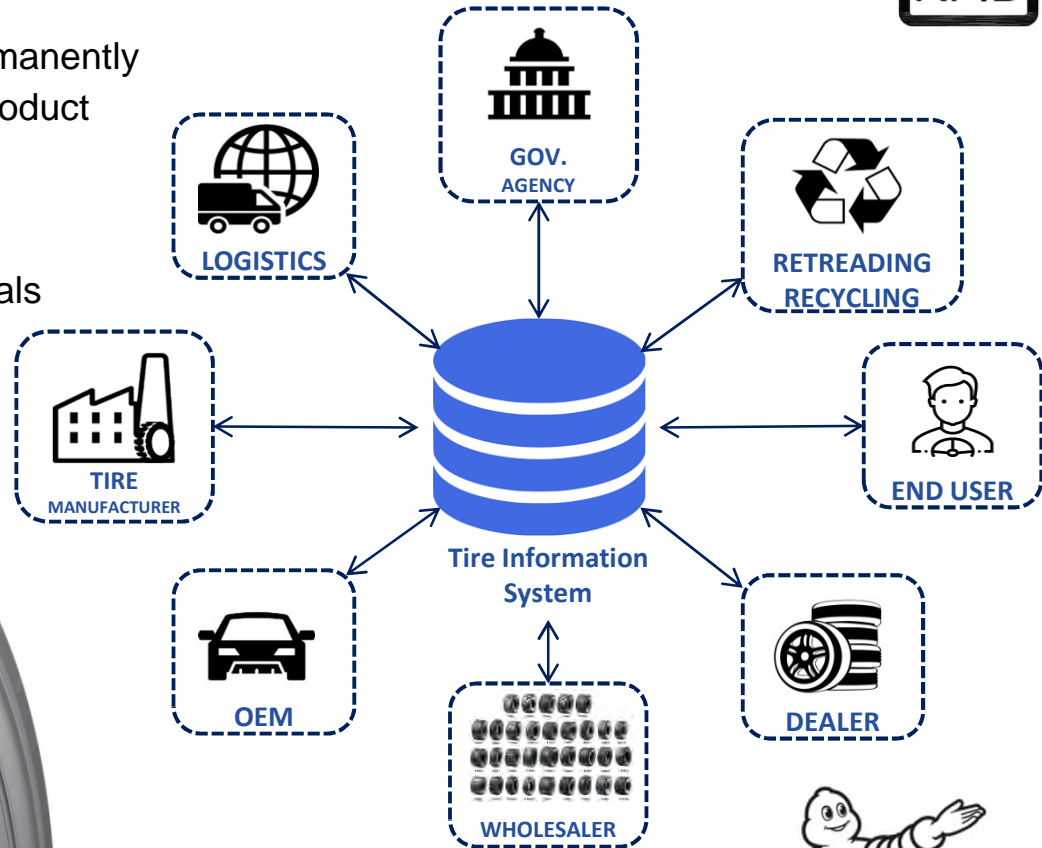 manently
oduct
als
GOV.
AGENCY
LOGISTICS
RETREADING
RECYCLING
TIRE
MANUFACTURER
END USER
Tire Information
System
OEM
DEALER
WHOLESALER